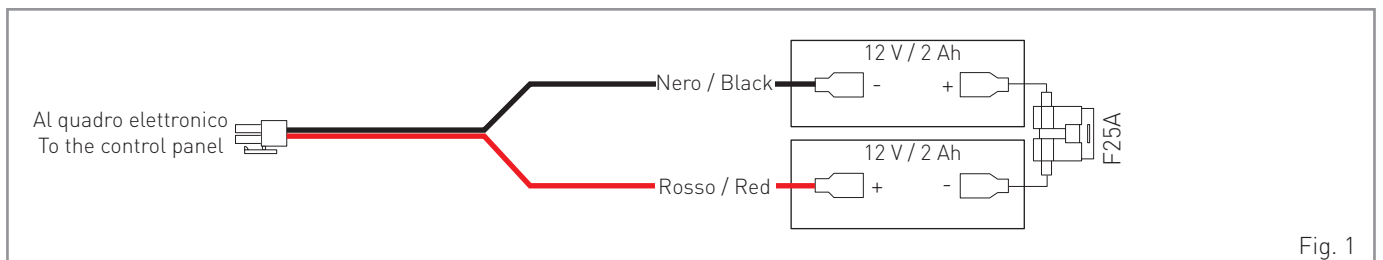 Al quadro elettronico
To the control panel
Nero / Black
12 V / 2 Ah
- +
Rosso / Red
12 V / 2 Ah
+ -
F25A
Fig. 1